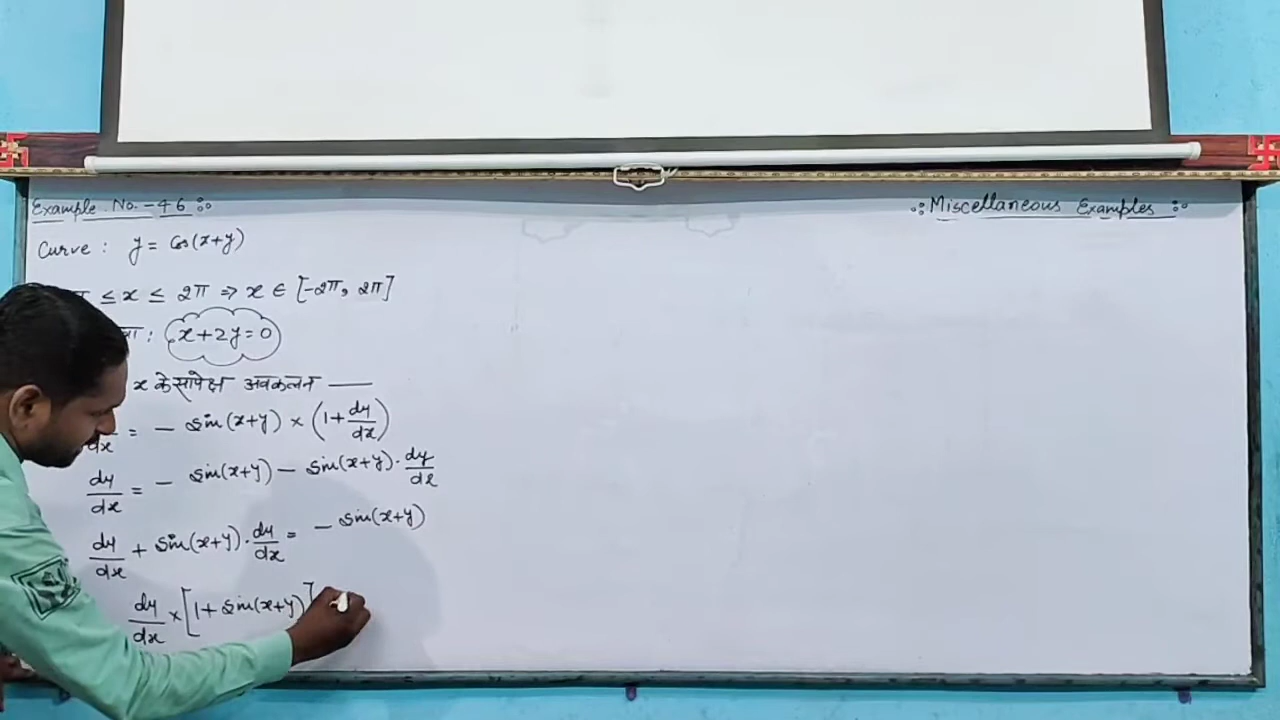 Example No. - 46 :
∴ Miscellaneous Examples :
Curve : y = cos(x+y)
π ≤ x ≤ 2π ⇒ x ∈ [-2π, 2π]
: x+2y=0
x के सापेक्ष अवकलन —
dx = - sin(x+y) × (1+dy/dx)
dy/dx = - sin(x+y) - sin(x+y)·dy/dx
dy/dx + sin(x+y)·dy/dx = - sin(x+y)
dy/dx × [1+ sin(x+y)]